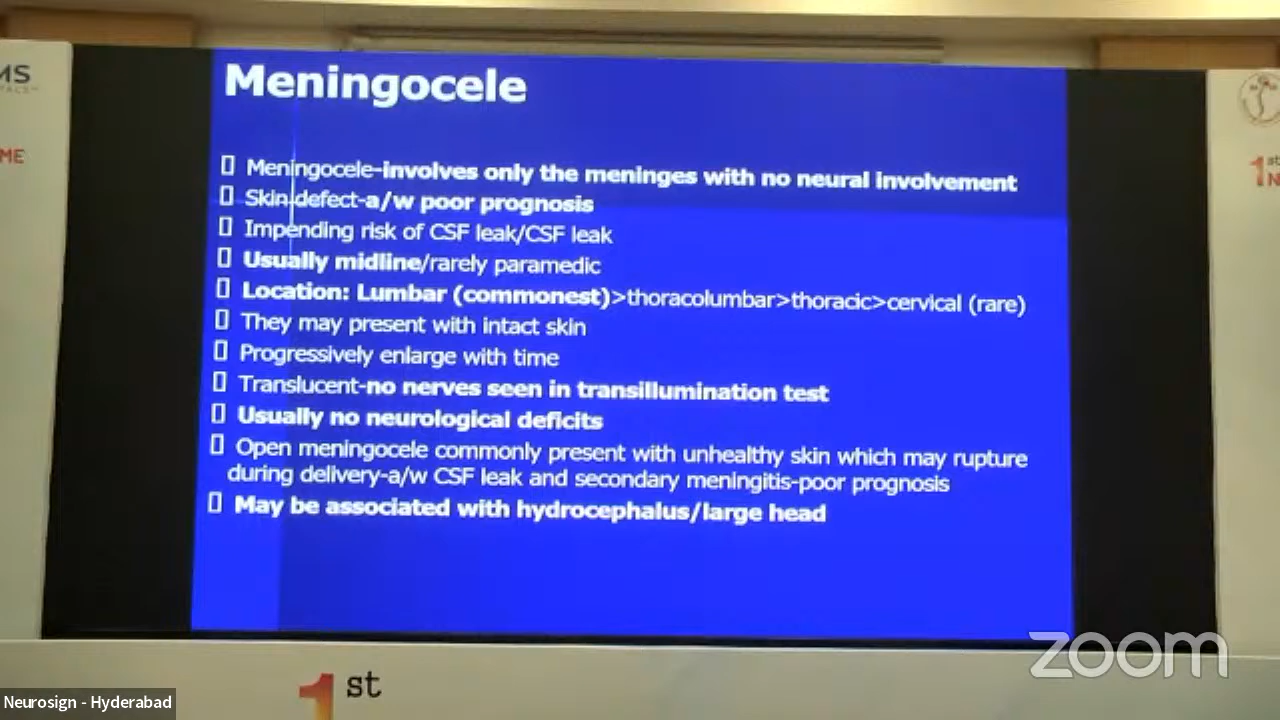 Meningocele
Meningocele-involves only the meninges with no neural involvement
Skin defect-a/w poor prognosis
Impending risk of CSF leak/CSF leak
Usually midline/rarely paramedic
Location: Lumbar (commonest)>thoracolumbar>thoracic>cervical (rare)
They may present with intact skin
Progressively enlarge with time
Translucent-no nerves seen in transillumination test
Usually no neurological deficits
Open meningocele commonly present with unhealthy skin which may rupture
during delivery-a/w CSF leak and secondary meningitis-poor prognosis
May be associated with hydrocephalus/large head
MS
ME
1st
N
1st
zoom
Neurosign - Hyderabad